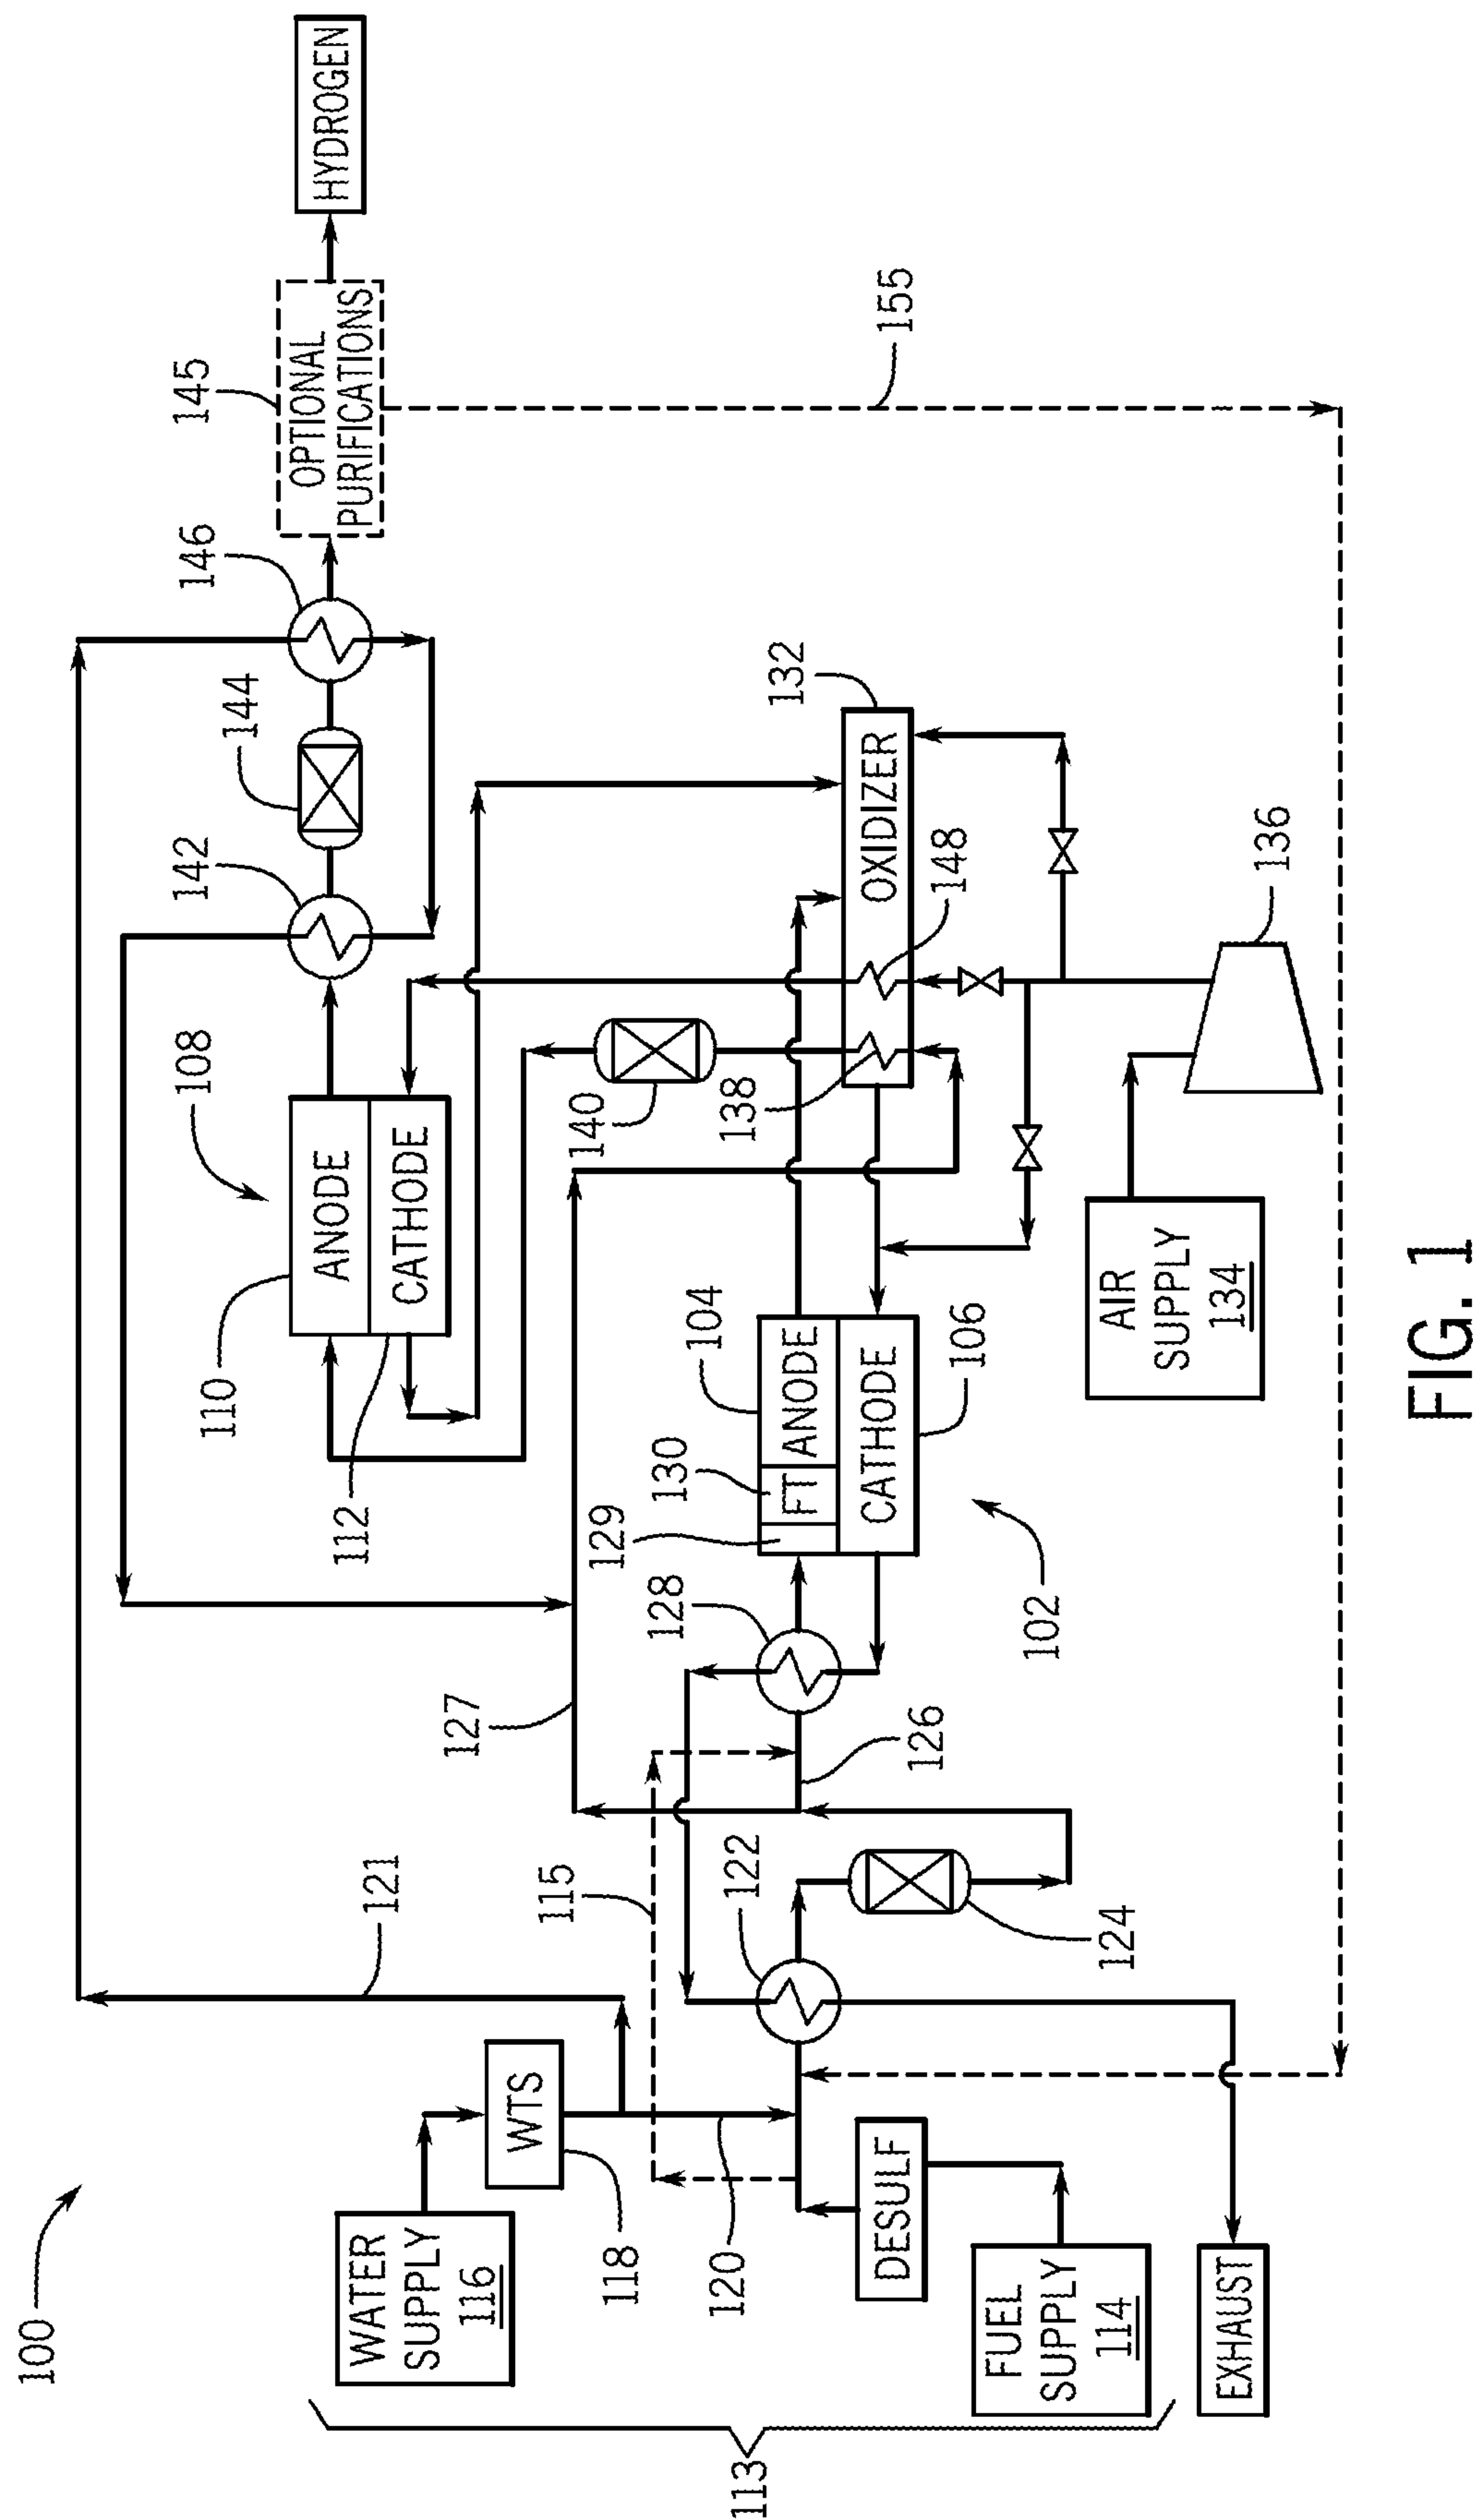 100
WATER
SUPPLY
116
WTS
118
120
121
113
FUEL
SUPPLY
114
DESULF
EXHAUST
115
122
124
126
127
128
129
130
FT
ANODE
104
CATHODE
106
102
108
ANODE
110
CATHODE
112
142
144
146
145
OPTIONAL
PURIFICATIONS
HYDROGEN
140
138
OXIDIZER
132
148
136
AIR
SUPPLY
134
155
FIG. 1